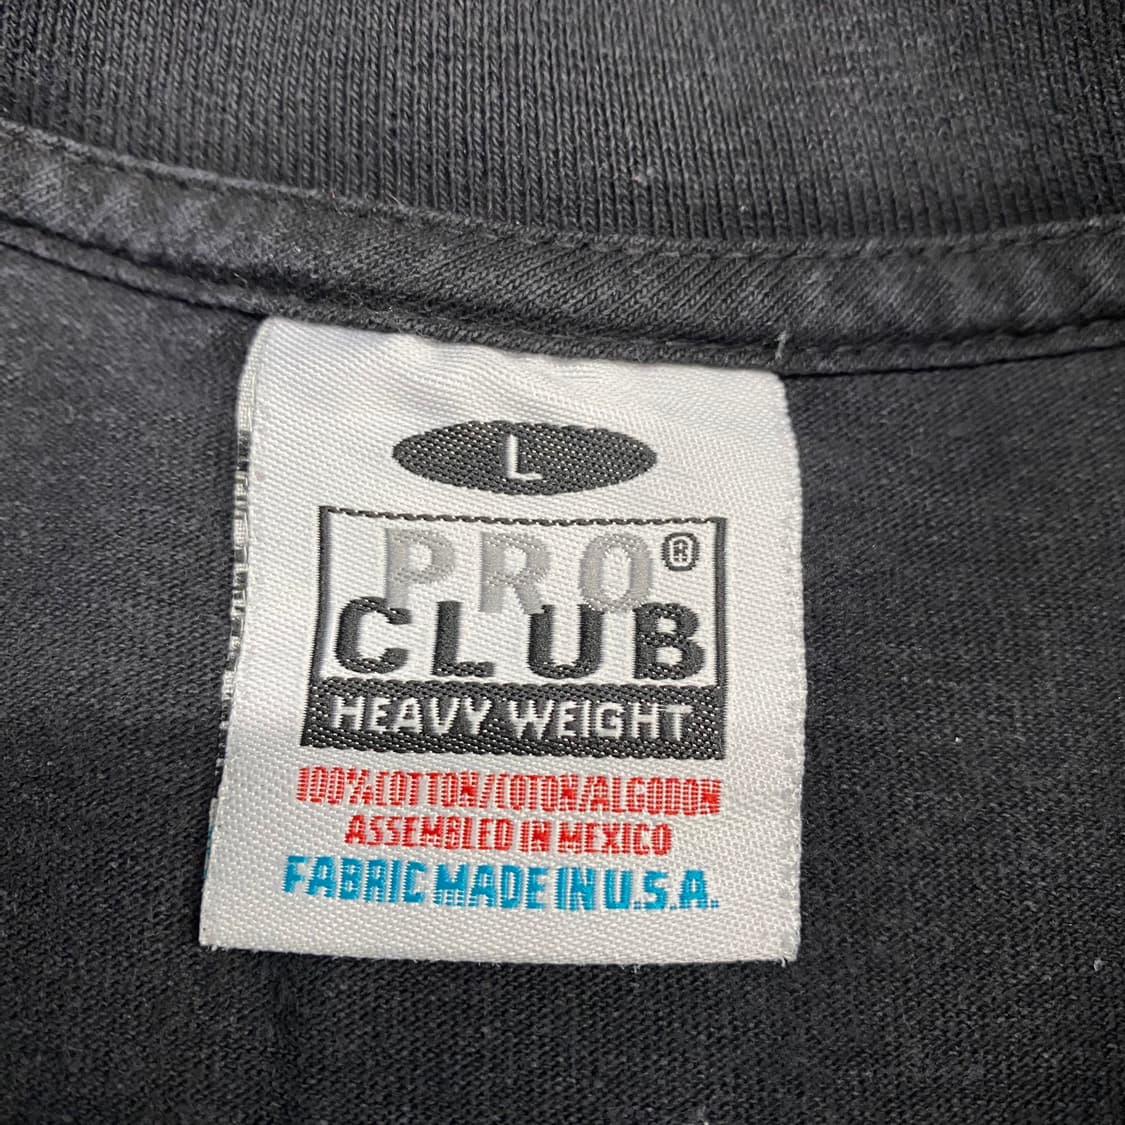 L
PRO®
CLUB
HEAVY WEIGHT
100% COTTON/COTON/ALGODON
ASSEMBLED IN MEXICO
FABRIC MADE IN U.S.A.